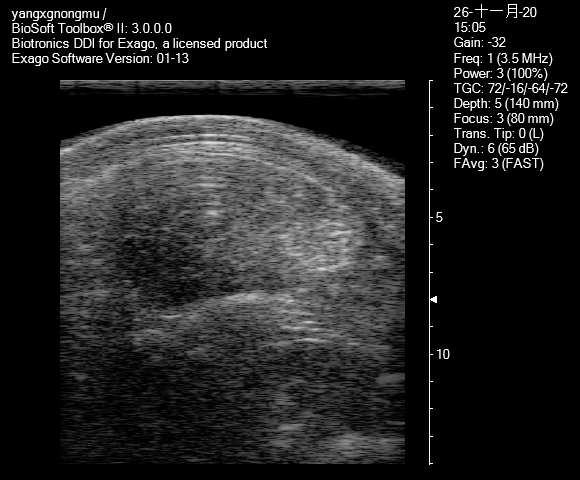 yangxgnongmu /
BioSoft Toolbox® II: 3.0.0.0
Biotronics DDI for Exago, a licensed product
Exago Software Version: 01-13
26-十一月-20
15:05
Gain: -32
Freq: 1 (3.5 MHz)
Power: 3 (100%)
TGC: 72/-16/-64/-72
Depth: 5 (140 mm)
Focus: 3 (80 mm)
Trans. Tip: 0 (L)
Dyn.: 6 (65 dB)
FAvg: 3 (FAST)
5
10